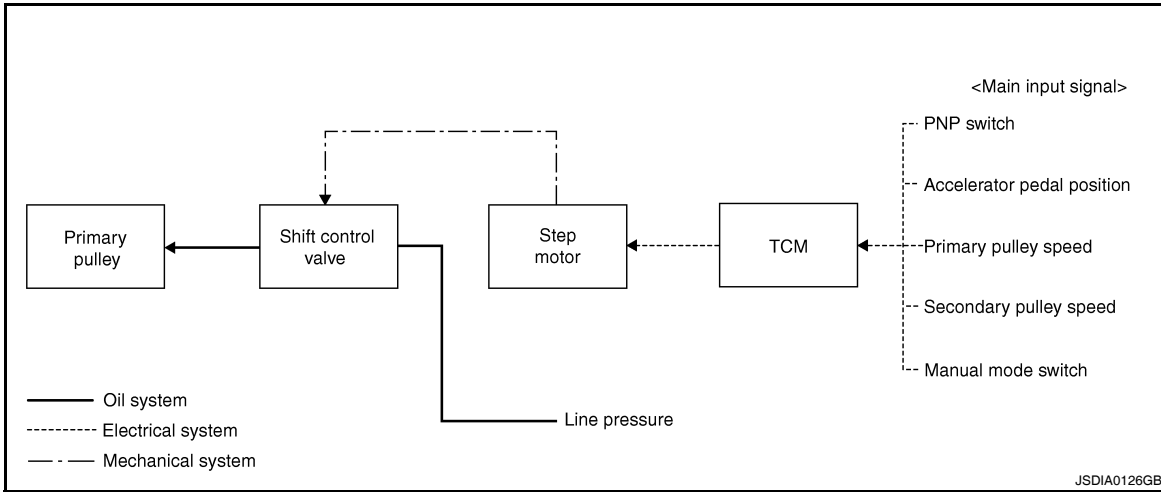 <Main input signal>
PNP switch
Accelerator pedal position
Primary pulley speed
Secondary pulley speed
Manual mode switch
Primary
pulley
Shift control
valve
Step
motor
TCM
Line pressure
Oil system
Electrical system
Mechanical system
JSDIA0126GB